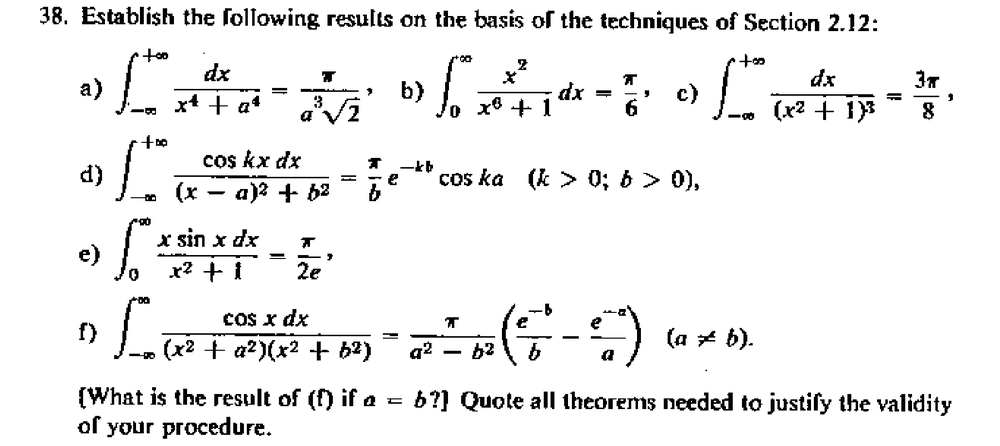 38. Establish the following results on the basis of the techniques of Section 2.12:
a) ∫_{-∞}^{+∞} dx / (x⁴ + a⁴) = π / (a³√2), b) ∫_0^∞ x² / (x⁶ + 1) dx = π/6, c) ∫_{-∞}^{+∞} dx / (x² + 1)³ = 3π/8,
d) ∫_{-∞}^{+∞} cos kx dx / ((x − a)² + b²) = (π/b) e^{−kb} cos ka (k > 0; b > 0),
e) ∫_0^∞ x sin x dx / (x² + 1) = π/2e,
f) ∫_{-∞}^∞ cos x dx / ((x² + a²)(x² + b²)) = π/(a² − b²) (e^{−b}/b − e^{−a}/a) (a ≠ b).
[What is the result of (f) if a = b?] Quote all theorems needed to justify the validity
of your procedure.